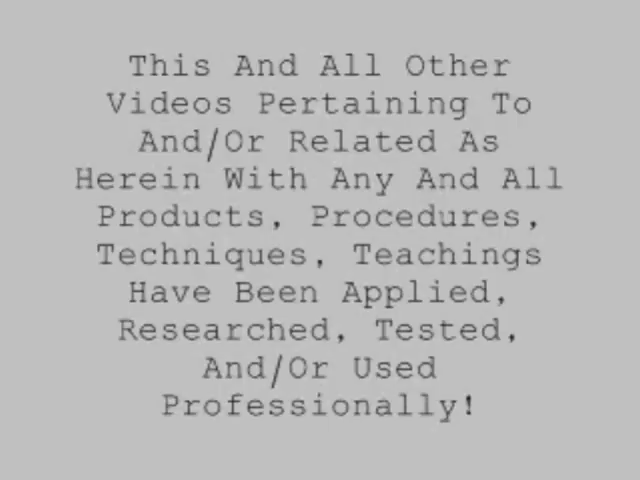 This And All Other
Videos Pertaining To
And/Or Related As
Herein With Any And All
Products, Procedures,
Techniques, Teachings
Have Been Applied,
Researched, Tested,
And/Or Used
Professionally!